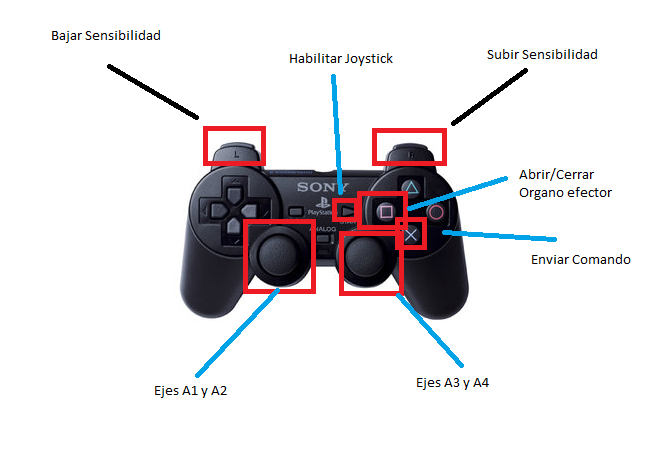 Bajar Sensibilidad
Habilitar Joystick
Subir Sensibilidad
L
R
SONY
PlayStation
START
ANALOG
Abrir/Cerrar
Organo efector
Enviar Comando
Ejes A1 y A2
Ejes A3 y A4